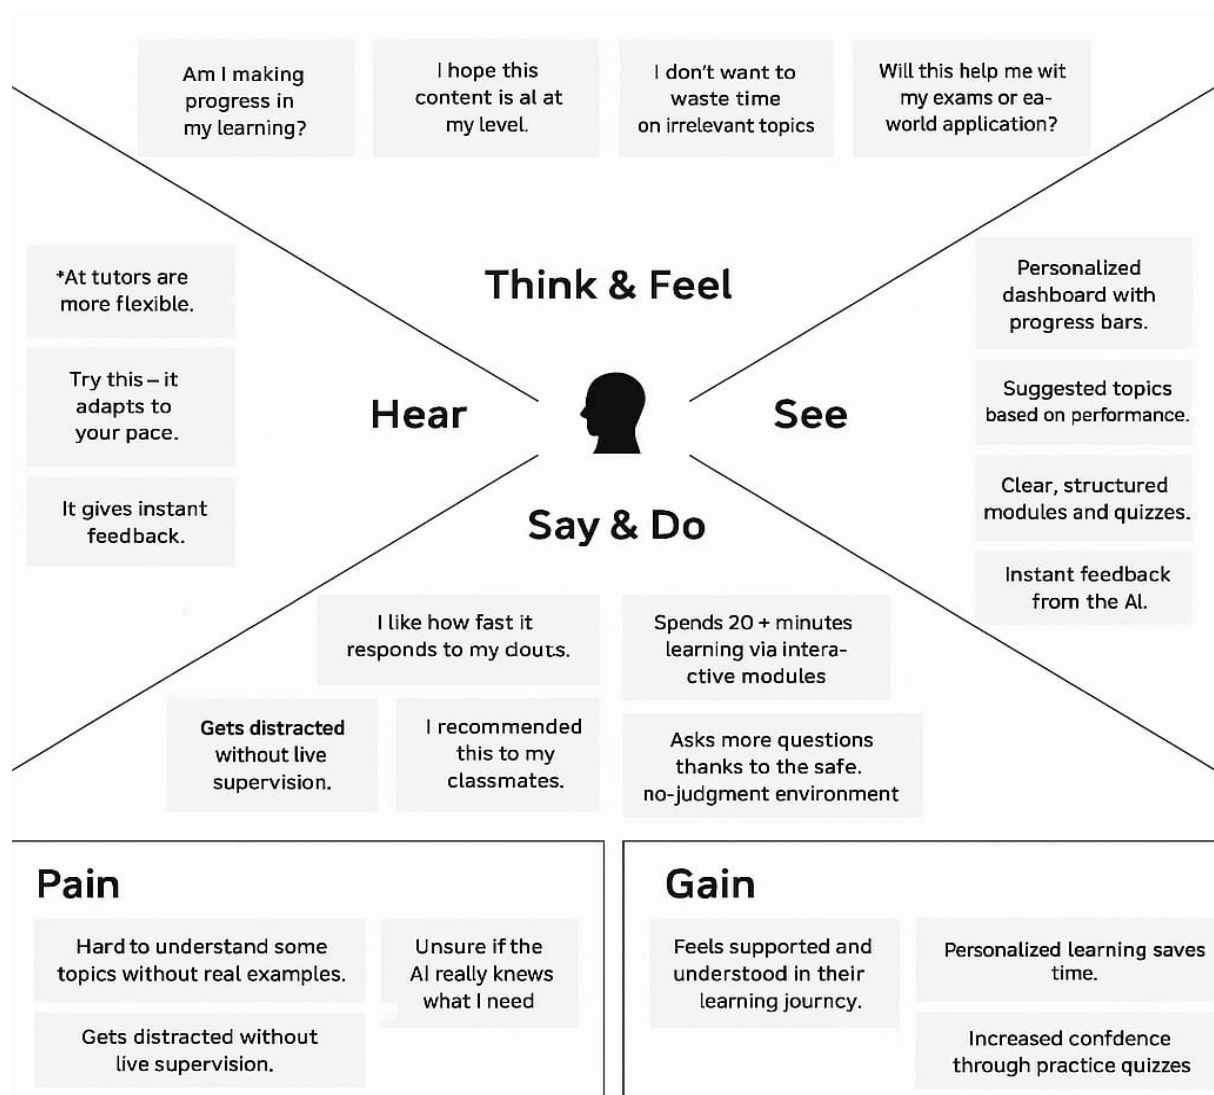 Am I making
progress in
my learning?
I hope this
content is al at
my level.
I don't want to
waste time
on irrelevant topics
Will this help me wit
my exams or ea-
world application?
Think & Feel
*At tutors are
more flexible.
Try this – it
adapts to
your pace.
It gives instant
feedback.
Hear
See
Personalized
dashboard with
progress bars.
Suggested topics
based on performance.
Clear, structured
modules and quizzes.
Instant feedback
from the AI.
Say & Do
I like how fast it
responds to my douts.
Spends 20 + minutes
learning via intera-
ctive modules
Gets distracted
without live
supervision.
I recommended
this to my
classmates.
Asks more questions
thanks to the safe.
no-judgment environment
Pain
Hard to understand some
topics without real examples.
Unsure if the
AI really knews
what I need
Gets distracted without
live supervision.
Gain
Feels supported and
understood in their
learning journcy.
Personalized learning saves
time.
Increased confdence
through practice quizzes